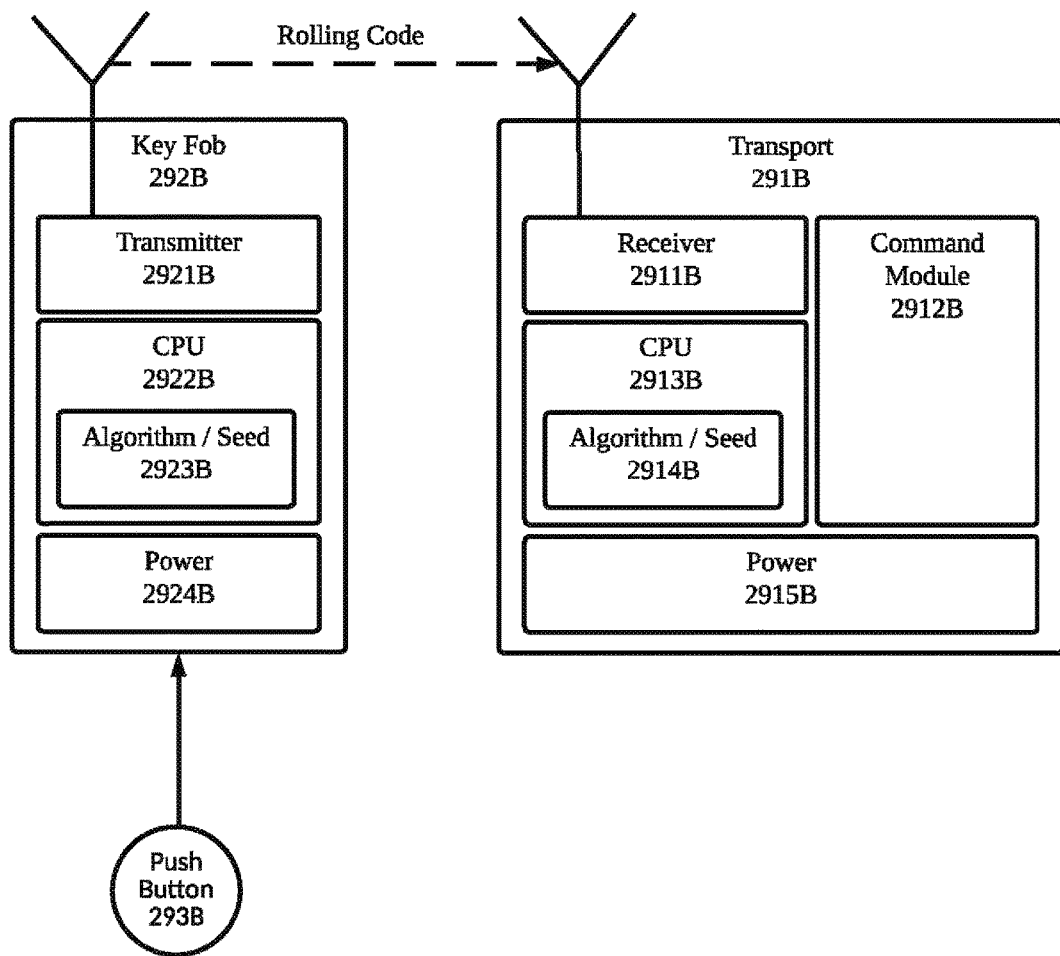 Rolling Code
Key Fob
292B
Transmitter
2921B
CPU
2922B
Algorithm / Seed
2923B
Power
2924B
Transport
291B
Receiver
2911B
Command
Module
2912B
CPU
2913B
Algorithm / Seed
2914B
Power
2915B
Push
Button
293B